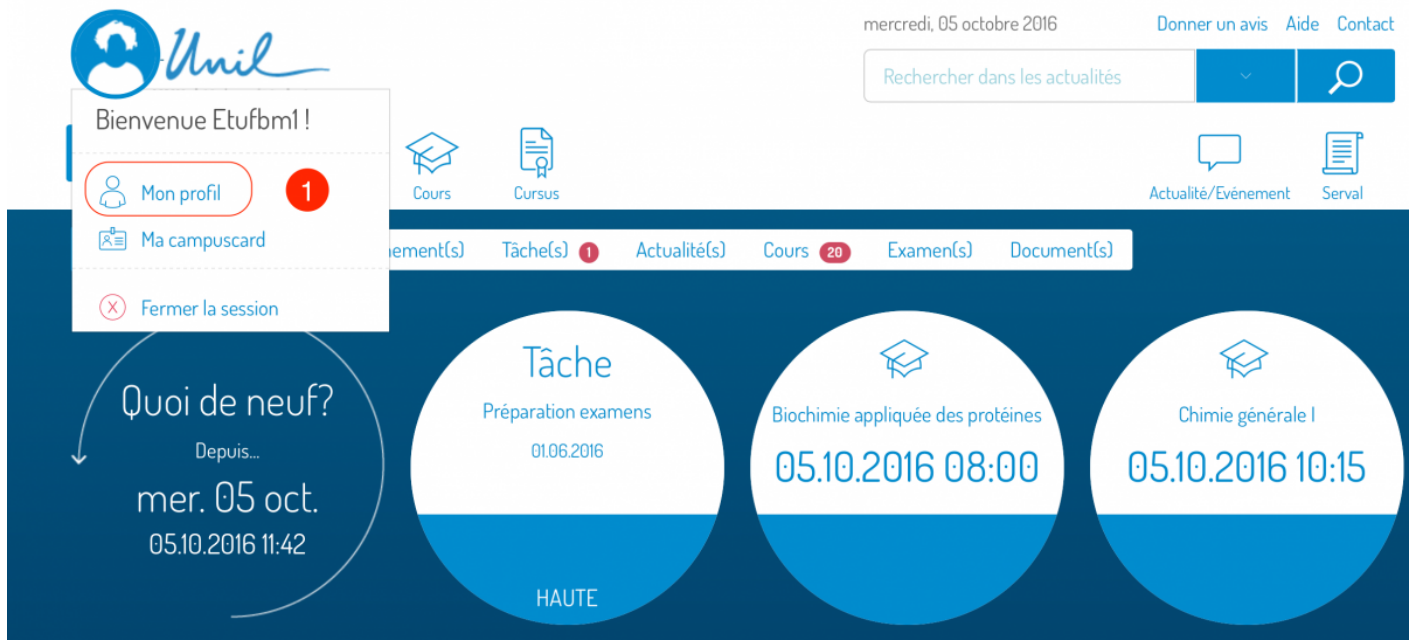 Unil
mercredi, 05 octobre 2016
Donner un avis Aide Contact
Rechercher dans les actualités
Bienvenue Etufbm1 !
Mon profil 1
Ma campuscard
Fermer la session
Cours
Cursus
Actualité/Evénement
Serval
ement(s) Tâche(s) 1 Actualité(s) Cours 20 Examen(s) Document(s)
Quoi de neuf?
Depuis...
mer. 05 oct.
05.10.2016 11:42
Tâche
Préparation examens
01.06.2016
HAUTE
Biochimie appliquée des protéines
05.10.2016 08:00
Chimie générale I
05.10.2016 10:15